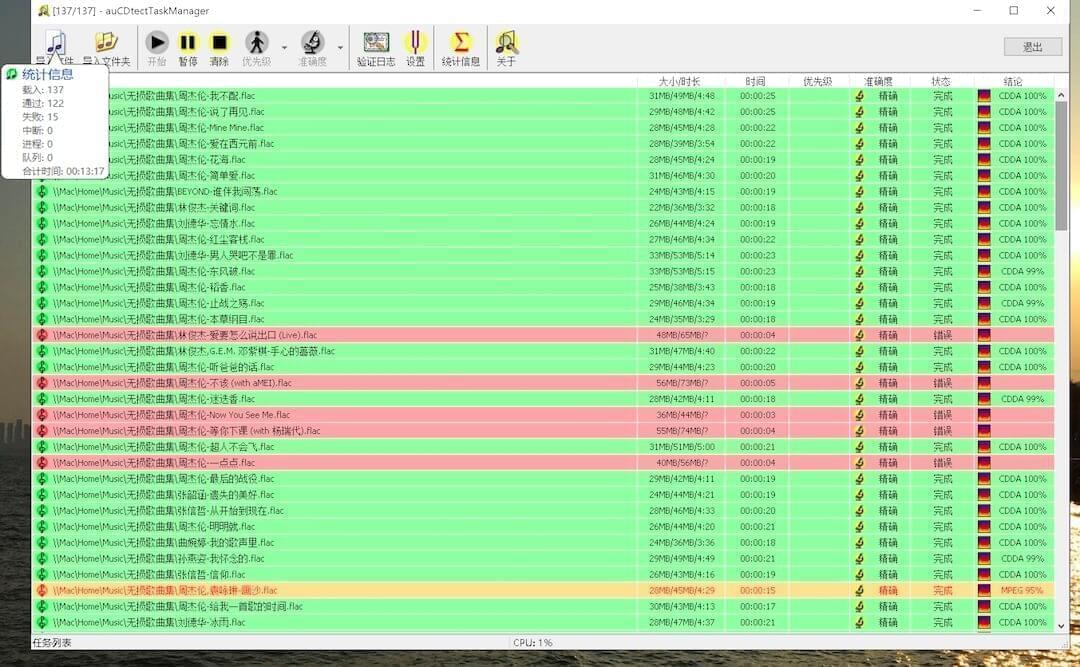 [137/137] - auCDtectTaskManager
导入文件 导入文件夹 开始 暂停 清除 优先级 准确度 验证日志 设置 统计信息 关于 退出
统计信息
载入: 137
通过: 122
失败: 15
中断: 0
进程: 0
队列: 0
合计时间: 00:13:17
大小/时长 时间 优先级 准确度 状态 结论
Music\无损歌曲集\周杰伦-我不配.flac 31MB/49MB/4:48 00:00:25 精确 完成 CDDA 100%
Music\无损歌曲集\周杰伦-说了再见.flac 29MB/48MB/4:42 00:00:25 精确 完成 CDDA 100%
Music\无损歌曲集\周杰伦-Mine Mine.flac 28MB/45MB/4:28 00:00:22 精确 完成 CDDA 100%
Music\无损歌曲集\周杰伦-爱在西元前.flac 28MB/39MB/3:54 00:00:22 精确 完成 CDDA 100%
Music\无损歌曲集\周杰伦-花海.flac 28MB/45MB/4:24 00:00:19 精确 完成 CDDA 100%
Music\无损歌曲集\周杰伦-简单爱.flac 31MB/46MB/4:30 00:00:20 精确 完成 CDDA 100%
\\Mac\Home\Music\无损歌曲集\BEYOND-谁伴我闯荡.flac 24MB/43MB/4:15 00:00:19 精确 完成 CDDA 100%
\\Mac\Home\Music\无损歌曲集\林俊杰-关键词.flac 22MB/36MB/3:32 00:00:18 精确 完成 CDDA 100%
\\Mac\Home\Music\无损歌曲集\刘德华-忘情水.flac 26MB/44MB/4:24 00:00:19 精确 完成 CDDA 100%
\\Mac\Home\Music\无损歌曲集\周杰伦-红尘客栈.flac 27MB/46MB/4:34 00:00:22 精确 完成 CDDA 100%
\\Mac\Home\Music\无损歌曲集\刘德华-男人哭吧不是罪.flac 33MB/53MB/5:14 00:00:23 精确 完成 CDDA 100%
\\Mac\Home\Music\无损歌曲集\周杰伦-东风破.flac 33MB/53MB/5:15 00:00:23 精确 完成 CDDA 99%
\\Mac\Home\Music\无损歌曲集\周杰伦-稻香.flac 25MB/38MB/3:43 00:00:18 精确 完成 CDDA 100%
\\Mac\Home\Music\无损歌曲集\周杰伦-止战之殇.flac 29MB/46MB/4:34 00:00:19 精确 完成 CDDA 99%
\\Mac\Home\Music\无损歌曲集\周杰伦-本草纲目.flac 24MB/35MB/3:29 00:00:18 精确 完成 CDDA 100%
\\Mac\Home\Music\无损歌曲集\林俊杰-爱要怎么说出口 (Live).flac 48MB/65MB/? 00:00:04 精确 错误
\\Mac\Home\Music\无损歌曲集\林俊杰,G.E.M. 邓紫棋-手心的蔷薇.flac 31MB/47MB/4:40 00:00:22 精确 完成 CDDA 100%
\\Mac\Home\Music\无损歌曲集\周杰伦-听爸爸的话.flac 29MB/44MB/4:23 00:00:20 精确 完成 CDDA 100%
\\Mac\Home\Music\无损歌曲集\周杰伦-不该 (with aMEI).flac 56MB/73MB/? 00:00:05 精确 错误
\\Mac\Home\Music\无损歌曲集\周杰伦-迷迭香.flac 28MB/42MB/4:11 00:00:18 精确 完成 CDDA 99%
\\Mac\Home\Music\无损歌曲集\周杰伦-Now You See Me.flac 36MB/44MB/? 00:00:03 精确 错误
\\Mac\Home\Music\无损歌曲集\周杰伦-等你下课 (with 杨瑞代).flac 55MB/74MB/? 00:00:04 精确 错误
\\Mac\Home\Music\无损歌曲集\周杰伦-超人不会飞.flac 31MB/51MB/5:00 00:00:21 精确 完成 CDDA 100%
\\Mac\Home\Music\无损歌曲集\周杰伦-一点点.flac 40MB/56MB/? 00:00:04 精确 错误
\\Mac\Home\Music\无损歌曲集\周杰伦-最后的战役.flac 29MB/42MB/4:11 00:00:19 精确 完成 CDDA 100%
\\Mac\Home\Music\无损歌曲集\张韶涵-遗失的美好.flac 24MB/44MB/4:21 00:00:19 精确 完成 CDDA 100%
\\Mac\Home\Music\无损歌曲集\张信哲-从开始到现在.flac 28MB/46MB/4:33 00:00:20 精确 完成 CDDA 100%
\\Mac\Home\Music\无损歌曲集\周杰伦-明明就.flac 26MB/44MB/4:20 00:00:21 精确 完成 CDDA 100%
\\Mac\Home\Music\无损歌曲集\曲婉婷-我的歌声里.flac 24MB/36MB/3:36 00:00:18 精确 完成 CDDA 100%
\\Mac\Home\Music\无损歌曲集\孙燕姿-我怀念的.flac 29MB/49MB/4:49 00:00:21 精确 完成 CDDA 99%
\\Mac\Home\Music\无损歌曲集\张信哲-信仰.flac 26MB/43MB/4:16 00:00:19 精确 完成 CDDA 100%
\\Mac\Home\Music\无损歌曲集\周杰伦,袁咏琳-画沙.flac 28MB/45MB/4:29 00:00:15 精确 完成 MPEG 95%
\\Mac\Home\Music\无损歌曲集\周杰伦-给我一首歌的时间.flac 30MB/43MB/4:13 00:00:17 精确 完成 CDDA 100%
\\Mac\Home\Music\无损歌曲集\刘德华-冰雨.flac 28MB/47MB/4:37 00:00:21 精确 完成 CDDA 100%
任务列表 CPU: 1%